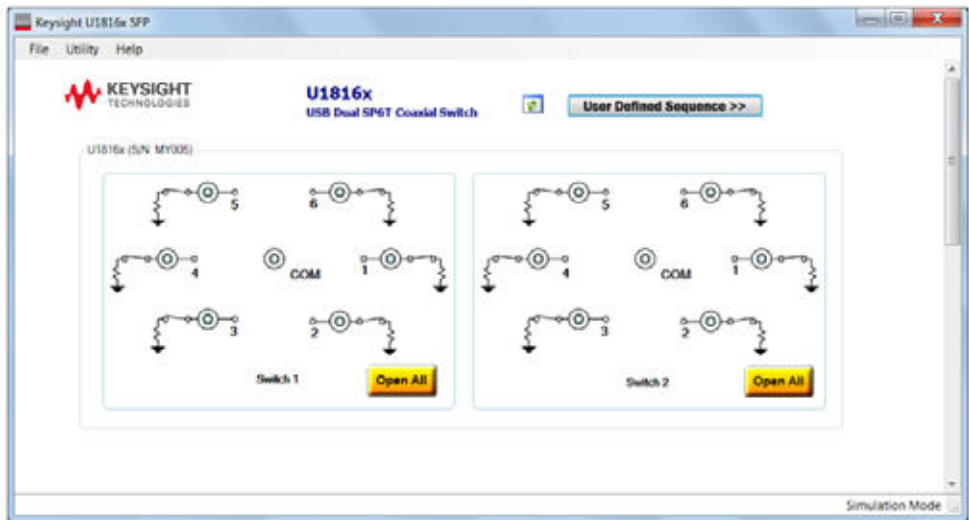 Keysight U1816x SFP
File Utility Help
KEYSIGHT
TECHNOLOGIES
U1816x
USB Dual SP6T Coaxial Switch
User Defined Sequence >>
U1816x (S/N: MY005)
5 6
4 COM 1
3 2
Switch 1 Open All
5 6
4 COM 1
3 2
Switch 2 Open All
Simulation Mode